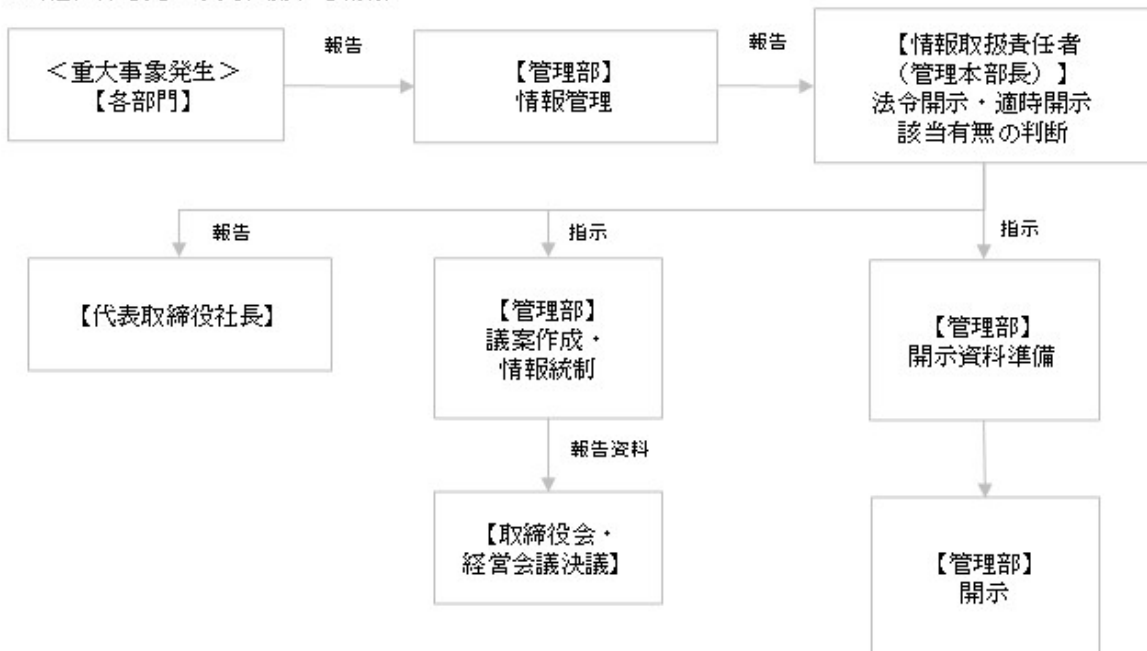 ＜重大事象発生＞
【各部門】
報告
【管理部】
情報管理
報告
【情報取扱責任者
（管理本部長）】
法令開示・適時開示
該当有無の判断
報告
指示
指示
【代表取締役社長】
【管理部】
議案作成・
情報統制
【管理部】
開示資料準備
報告資料
【取締役会・
経営会議決議】
【管理部】
開示